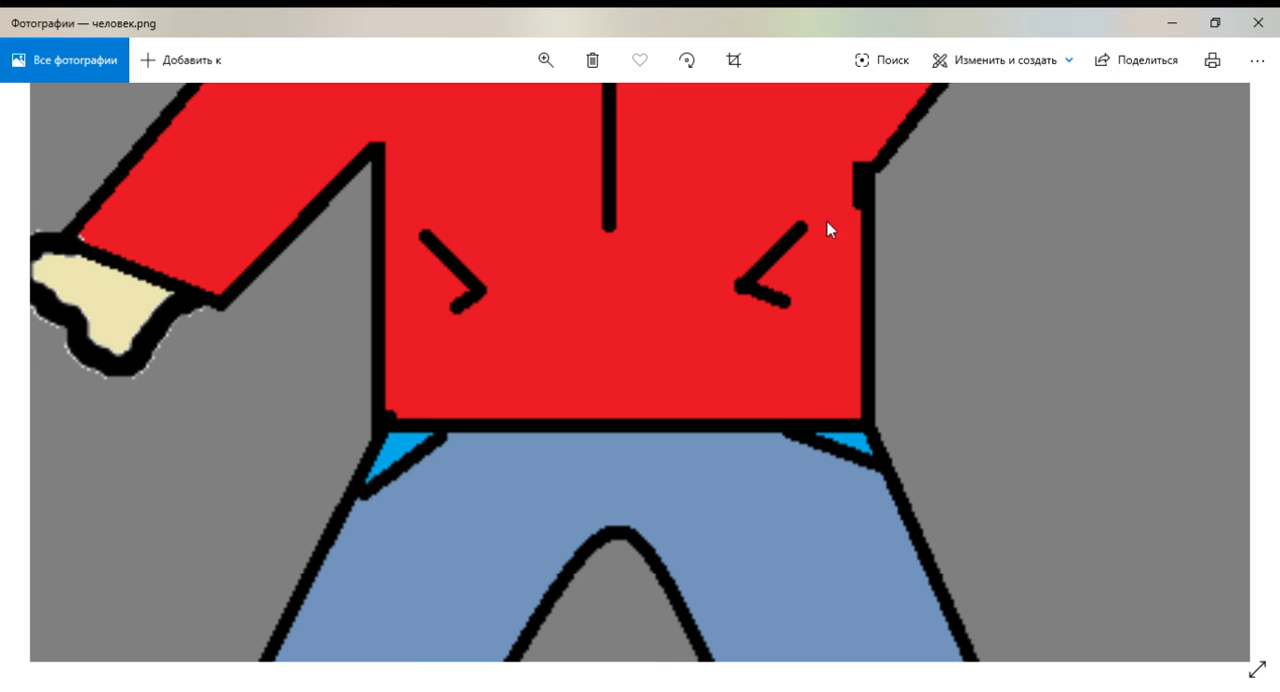 Фотографии — человек.png
Все фотографии
Добавить к
Поиск
Изменить и создать
Поделиться